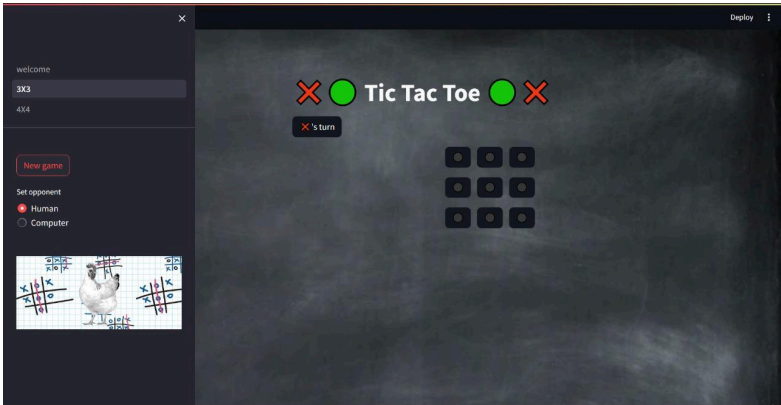 Deploy
welcome
3X3
4X4
Tic Tac Toe
's turn
New game
Set opponent
Human
Computer